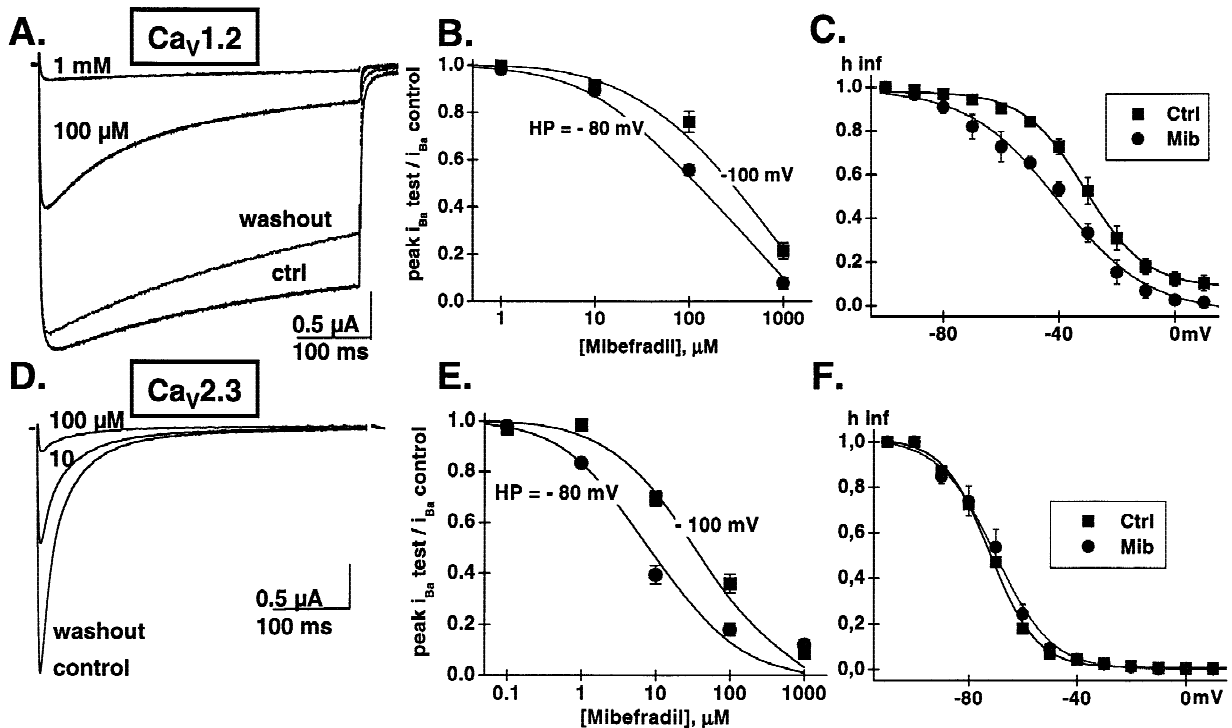 A.
Cav1.2
1 mM
100 µM
washout
ctrl
0.5 µA
100 ms
B.
peak iBa test / iBa control
1.0
0.8
0.6
0.4
0.2
0.0
HP = - 80 mV
-100 mV
1 10 100 1000
[Mibefradil], µM
C.
h inf
1.0
0.8
0.6
0.4
0.2
0.0
Ctrl
Mib
-80 -40 0mV
D.
Cav2.3
100 µM
10
0.5 µA
100 ms
washout
control
E.
peak iBa test / iBa control
1.0
0.8
0.6
0.4
0.2
0.0
HP = - 80 mV
- 100 mV
0.1 1 10 100 1000
[Mibefradil], µM
F.
h inf
1,0
0,8
0,6
0,4
0,2
0,0
Ctrl
Mib
-80 -40 0mV